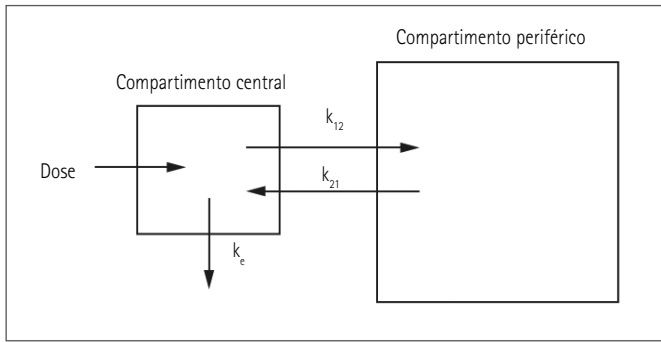 Compartimento periférico
Compartimento central
k12
Dose
k21
ke